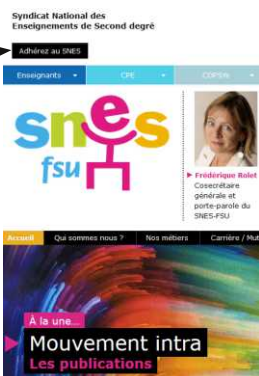 Syndicat National des
Enseignements de Second degré
Adhérez au SNES
Enseignants
CPE
snes
fsu
Frédérique Rolet
Cosecrétaire
générale et
porte-parole du
SNES-FSU
Accueil
Qui sommes nous ?
Nos métiers
Carrière / Mut
À la une...
Mouvement intra
Les publications